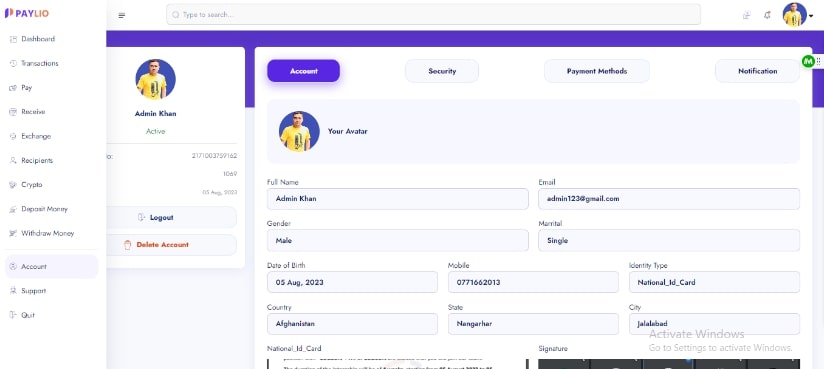 PAYLIO
Type to search...
Dashboard
Transactions
Pay
Receive
Exchange
Recipients
Crypto
Deposit Money
Withdraw Money
Account
Support
Quit
Admin Khan
Active
2171003759162
1069
05 Aug, 2023
Logout
Delete Account
Account
Security
Payment Methods
Notification
Your Avatar
Full Name
Email
Admin Khan
admin123@gmail.com
Gender
Marrital
Male
Single
Date of Birth
Mobile
Identity Type
05 Aug, 2023
0771662013
National_Id_Card
Country
State
City
Afghanistan
Nangarhar
Jalalabad
National_Id_Card
Signature
Activate Windows
Go to Settings to activate Windows.